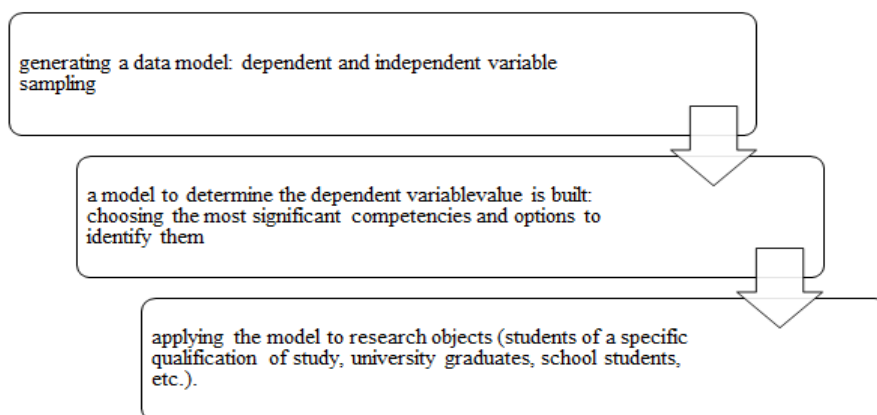 generating a data model: dependent and independent variable
sampling
a model to determine the dependent variablevalue is built:
choosing the most significant competencies and options to
identify them
applying the model to research objects (students of a specific
qualification of study, university graduates, school students,
etc.).